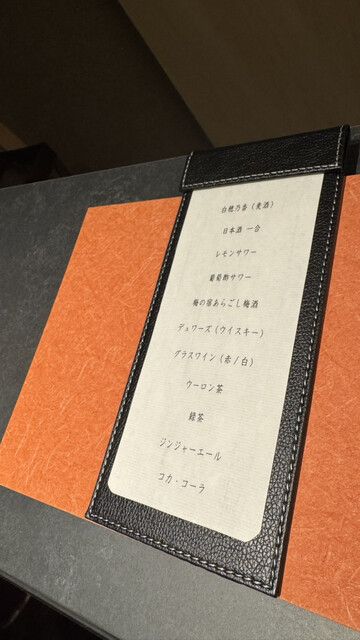 白穂乃香（麦酒）
日本酒 一合
レモンサワー
葡萄酢サワー
梅の宿あらごし梅酒
デュワーズ（ウイスキー）
グラスワイン（赤/白）
ウーロン茶
緑茶
ジンジャーエール
コカ・コーラ